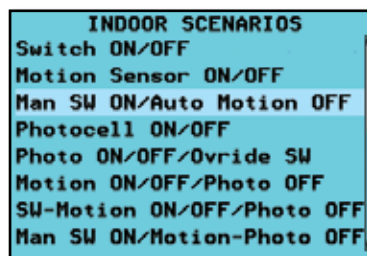 INDOOR SCENARIOS
Switch ON/OFF
Motion Sensor ON/OFF
Man SW ON/Auto Motion OFF
Photocell ON/OFF
Photo ON/OFF/Ovride SW
Motion ON/OFF/Photo OFF
SW-Motion ON/OFF/Photo OFF
Man SW ON/Motion-Photo OFF